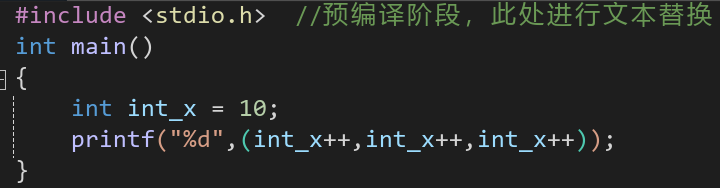 #include <stdio.h>  //预编译阶段，此处进行文本替换
int main()
{
    int int_x = 10;
    printf("%d",(int_x++,int_x++,int_x++));
}